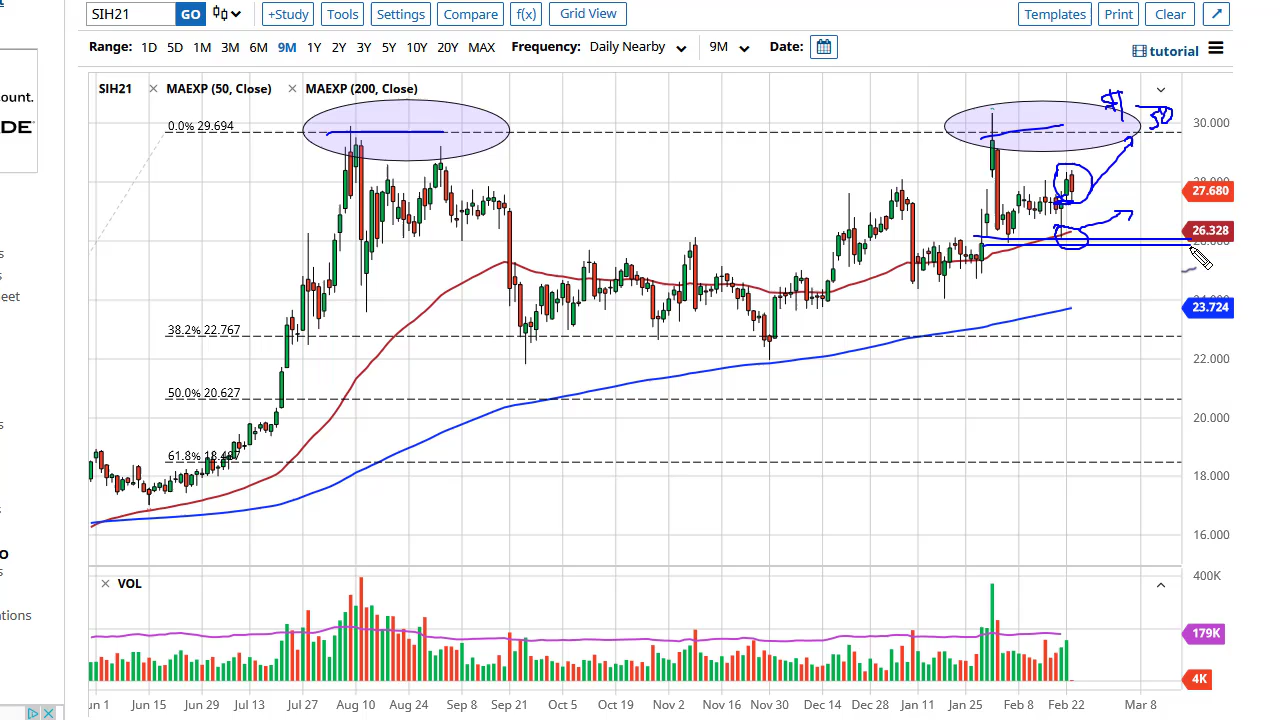 SIH21 GO +Study Tools Settings Compare f(x) Grid View Templates Print Clear
Range: 1D 5D 1M 3M 6M 9M 1Y 2Y 3Y 5Y 10Y 20Y MAX Frequency: Daily Nearby 9M Date: tutorial
SIH21 × MAEXP (50, Close) × MAEXP (200, Close)
ount.
DE
0.0% 29.694
30.000
27.680
26.328
eet
24.000
23.724
38.2% 22.767
22.000
50.0% 20.627
20.000
61.8%
18.000
16.000
× VOL
400K
179K
4K
o
ations
un 1 Jun 15 Jun 29 Jul 13 Jul 27 Aug 10 Aug 24 Sep 8 Sep 21 Oct 5 Oct 19 Nov 2 Nov 16 Nov 30 Dec 14 Dec 28 Jan 11 Jan 25 Feb 8 Feb 22 Mar 8